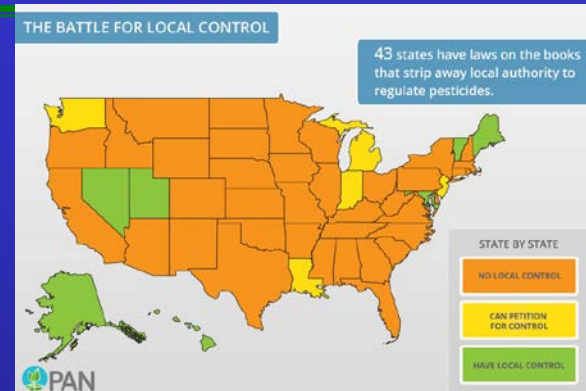 THE BATTLE FOR LOCAL CONTROL
43 states have laws on the books
that strip away local authority to
regulate pesticides.
STATE BY STATE
NO LOCAL CONTROL
CAN PETITION
FOR CONTROL
HAVE LOCAL CONTROL
PAN